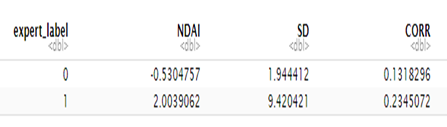 expert_label NDAI SD CORR
<dbl> <dbl> <dbl> <dbl>
0 -0.5304757 1.944412 0.1318296
1 2.0039062 9.420421 0.2345072